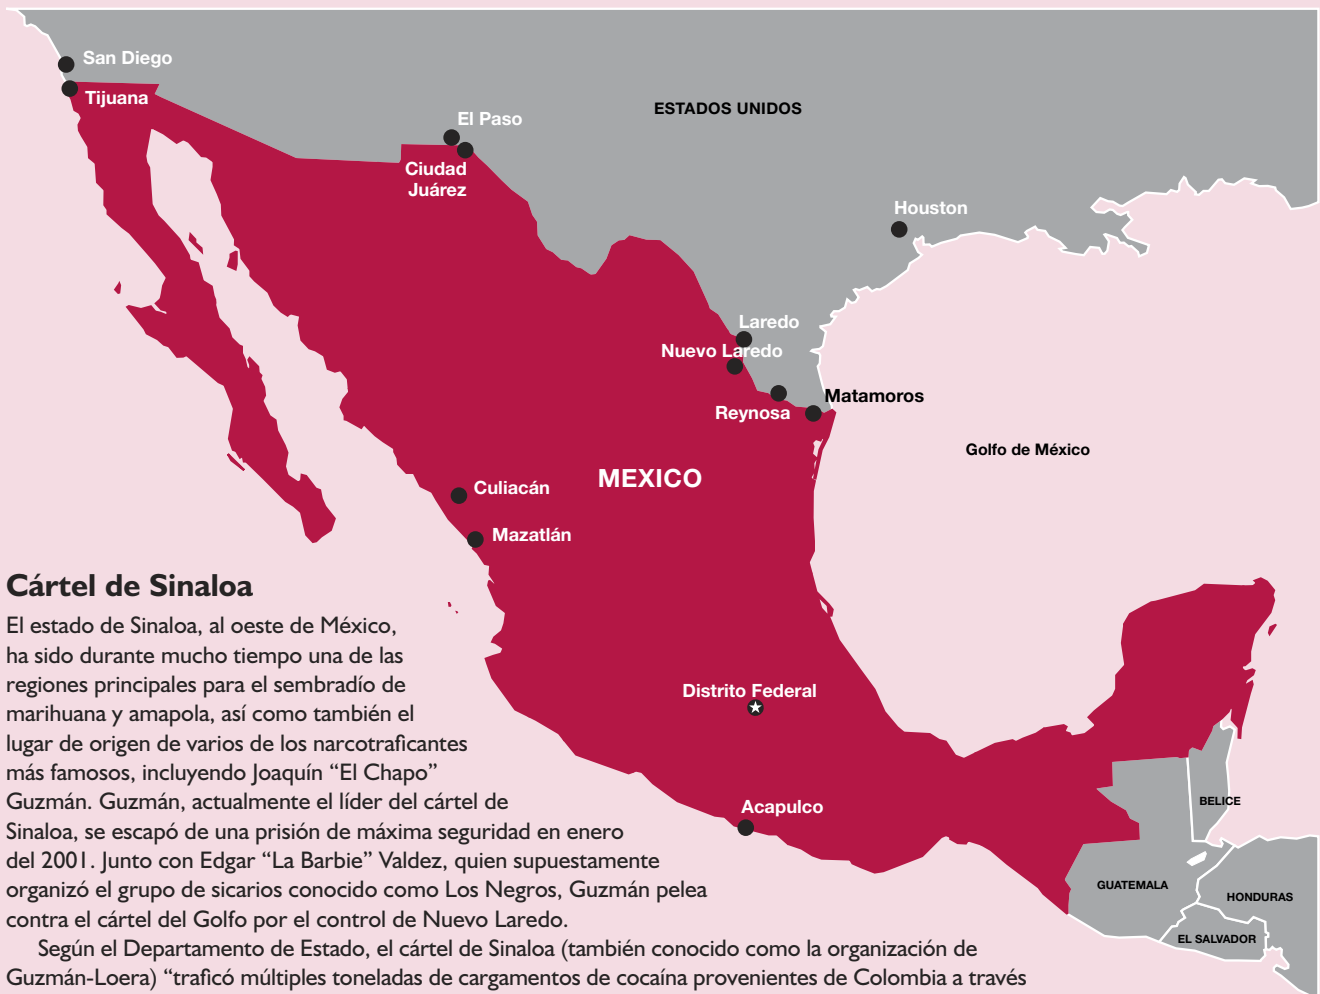 San Diego
Tijuana
El Paso
ESTADOS UNIDOS
Ciudad
Juárez
Houston
Laredo
Nuevo Laredo
Matamoros
Reynosa
Golfo de México
MEXICO
Culiacán
Mazatlán
Distrito Federal
Acapulco
BELICE
GUATEMALA
HONDURAS
EL SALVADOR
Cártel de Sinaloa
El estado de Sinaloa, al oeste de México,
ha sido durante mucho tiempo una de las
regiones principales para el sembradío de
marihuana y amapola, así como también el
lugar de origen de varios de los narcotraficantes
más famosos, incluyendo Joaquín “El Chapo”
Guzmán. Guzmán, actualmente el líder del cártel de
Sinaloa, se escapó de una prisión de máxima seguridad en enero
del 2001. Junto con Edgar “La Barbie” Valdez, quien supuestamente
organizó el grupo de sicarios conocido como Los Negros, Guzmán pelea
contra el cártel del Golfo por el control de Nuevo Laredo.
Según el Departamento de Estado, el cártel de Sinaloa (también conocido como la organización de
Guzmán-Loera) “traficó múltiples toneladas de cargamentos de cocaína provenientes de Colombia a través